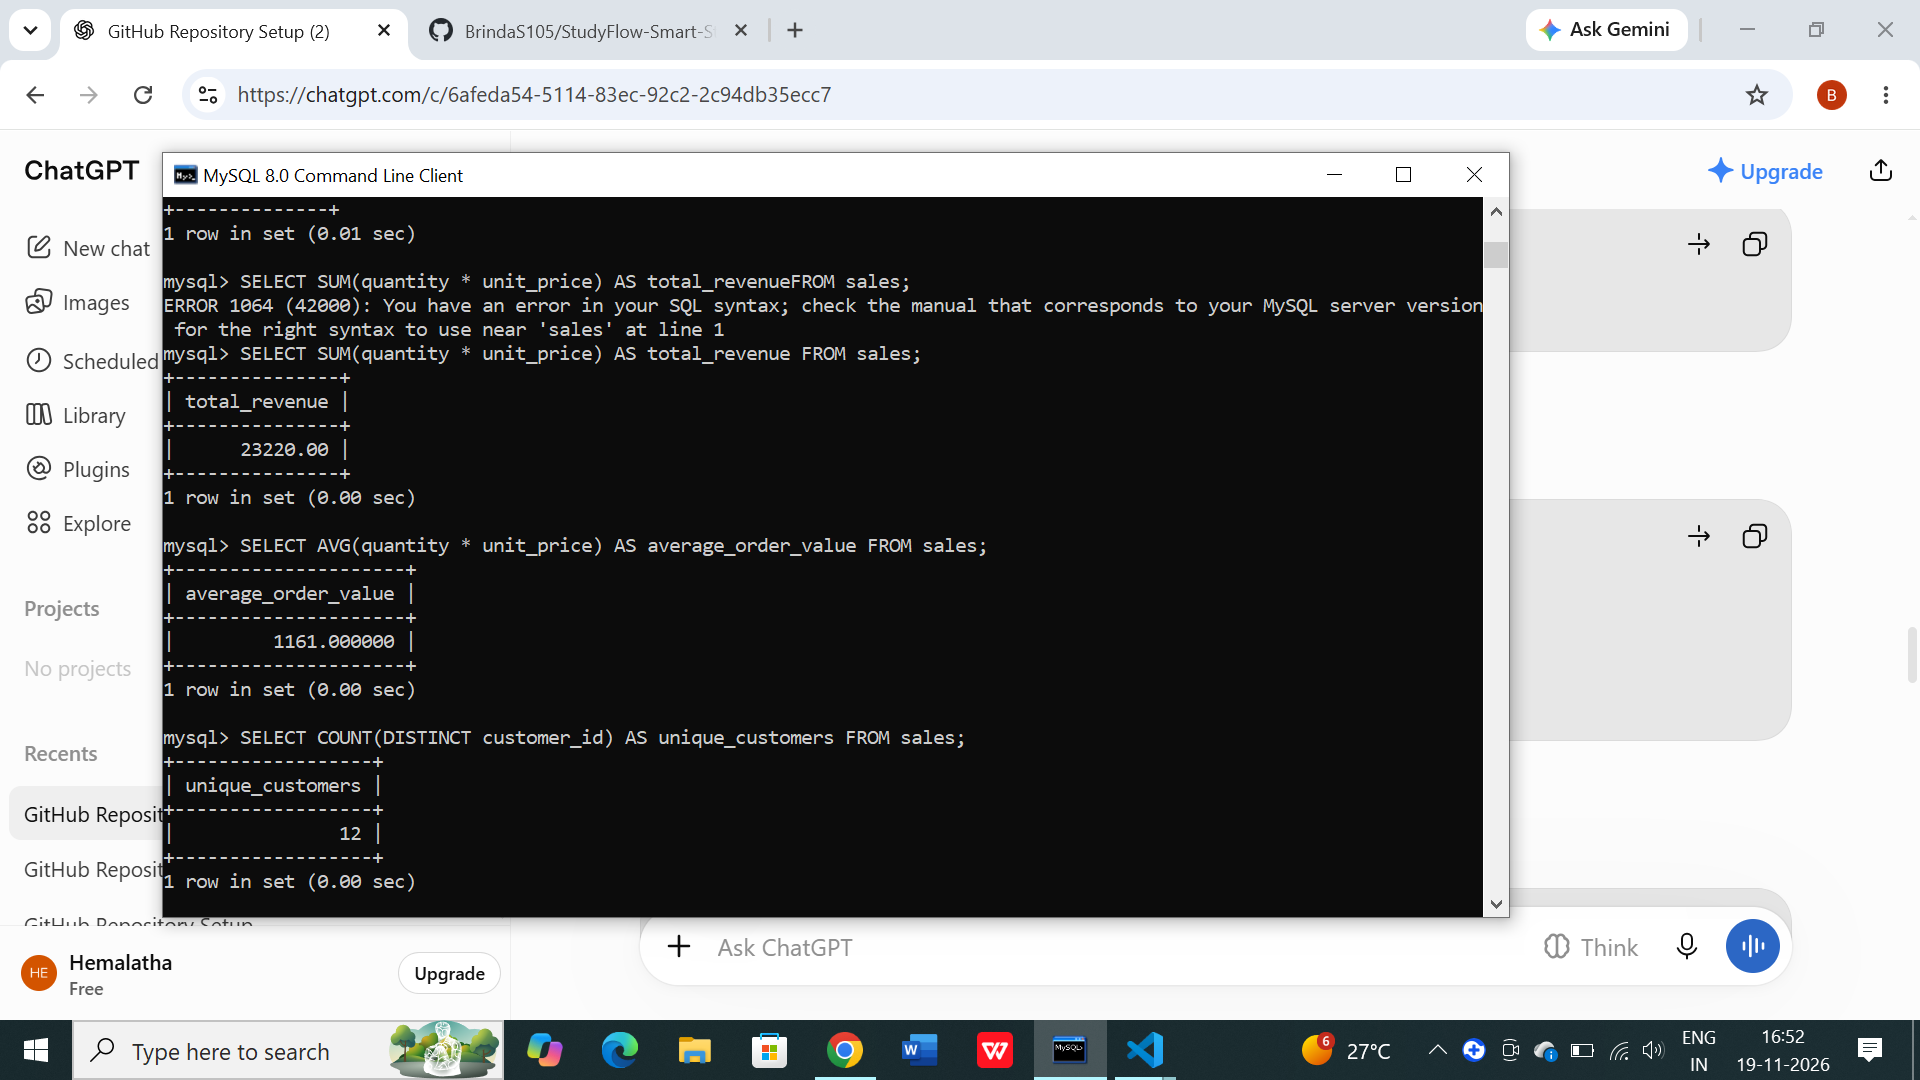 GitHub Repository Setup (2)
BrindaS105/StudyFlow-Smart-S
Ask Gemini
https://chatgpt.com/c/6afeda54-5114-83ec-92c2-2c94db35ecc7
B
ChatGPT
Upgrade
New chat
Images
Scheduled
Library
Plugins
Explore
Projects
No projects
Recents
GitHub Reposit
GitHub Reposit
GitHub Repository Setup
HE
Hemalatha
Free
Upgrade
MySQL 8.0 Command Line Client
+--------------+
1 row in set (0.01 sec)
mysql> SELECT SUM(quantity * unit_price) AS total_revenueFROM sales;
ERROR 1064 (42000): You have an error in your SQL syntax; check the manual that corresponds to your MySQL server version
for the right syntax to use near 'sales' at line 1
mysql> SELECT SUM(quantity * unit_price) AS total_revenue FROM sales;
+---------------+
| total_revenue |
+---------------+
|      23220.00 |
+---------------+
1 row in set (0.00 sec)
mysql> SELECT AVG(quantity * unit_price) AS average_order_value FROM sales;
+---------------------+
| average_order_value |
+---------------------+
|         1161.000000 |
+---------------------+
1 row in set (0.00 sec)
mysql> SELECT COUNT(DISTINCT customer_id) AS unique_customers FROM sales;
+------------------+
| unique_customers |
+------------------+
|               12 |
+------------------+
1 row in set (0.00 sec)
Ask ChatGPT
Think
Type here to search
6
27°C
ENG
IN
16:52
19-11-2026